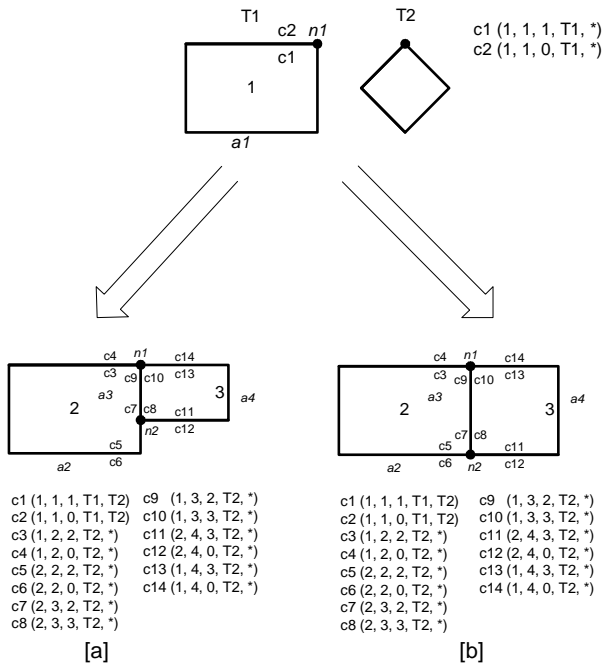 T1
c2 n1
T2
c1 (1, 1, 1, T1, *)
c2 (1, 1, 0, T1, *)
c1
1
a1
c4 n1 c14
c3 c9 c10 c13
2 a3 3 a4
c7 c8 c11
n2 c12
c5
a2 c6
c1 (1, 1, 1, T1, T2)
c2 (1, 1, 0, T1, T2)
c3 (1, 2, 2, T2, *)
c4 (1, 2, 0, T2, *)
c5 (2, 2, 2, T2, *)
c6 (2, 2, 0, T2, *)
c7 (2, 3, 2, T2, *)
c8 (2, 3, 3, T2, *)
c9 (1, 3, 2, T2, *)
c10 (1, 3, 3, T2, *)
c11 (2, 4, 3, T2, *)
c12 (2, 4, 0, T2, *)
c13 (1, 4, 3, T2, *)
c14 (1, 4, 0, T2, *)
[a]
c4 n1 c14
c3 c9 c10 c13
2 a3 3 a4
c7 c8
c5 c11
a2 c6 n2 c12
c1 (1, 1, 1, T1, T2)
c2 (1, 1, 0, T1, T2)
c3 (1, 2, 2, T2, *)
c4 (1, 2, 0, T2, *)
c5 (2, 2, 2, T2, *)
c6 (2, 2, 0, T2, *)
c7 (2, 3, 2, T2, *)
c8 (2, 3, 3, T2, *)
c9 (1, 3, 2, T2, *)
c10 (1, 3, 3, T2, *)
c11 (2, 4, 3, T2, *)
c12 (2, 4, 0, T2, *)
c13 (1, 4, 3, T2, *)
c14 (1, 4, 0, T2, *)
[b]